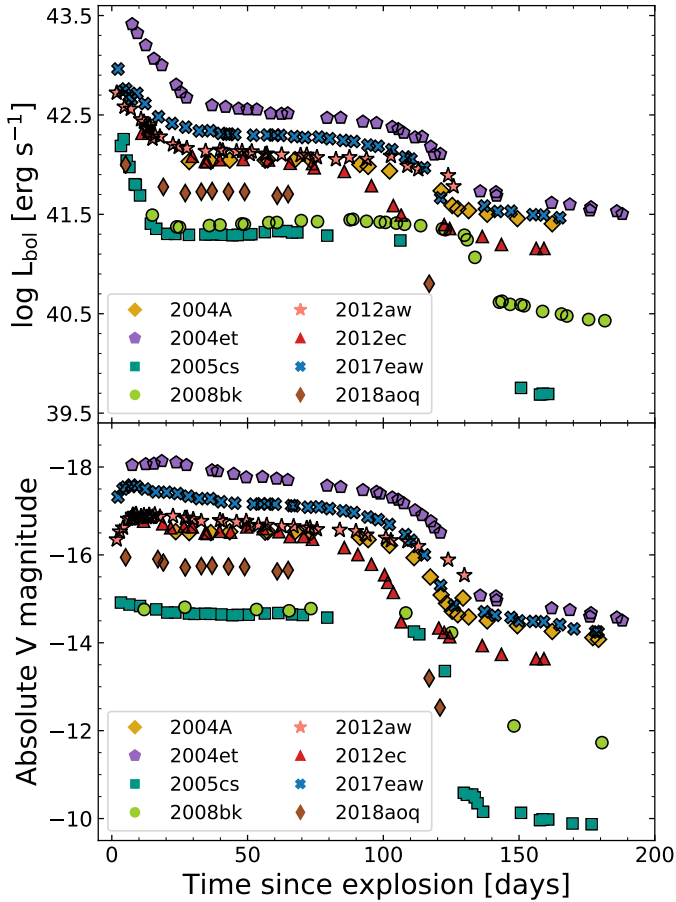 43.5
42.5
41.5
40.5
39.5
log L_bol [erg s⁻¹]
2004A 2012aw
2004et 2012ec
2005cs 2017eaw
2008bk 2018aoq
−18
−16
−14
−12
−10
Absolute V magnitude
2004A 2012aw
2004et 2012ec
2005cs 2017eaw
2008bk 2018aoq
0 50 100 150 200
Time since explosion [days]